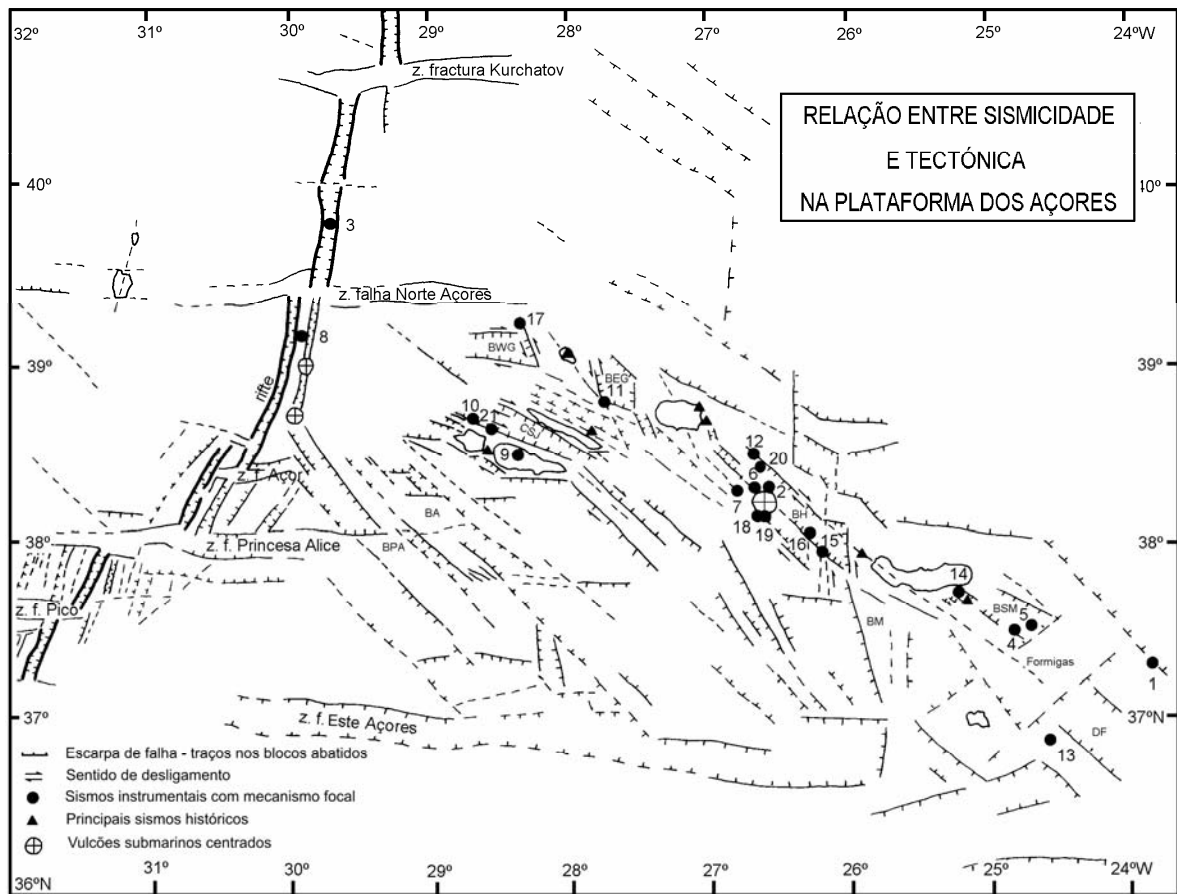 32º 31º 30º 29º 28º 27º 26º 25º 24ºW
z. fractura Kurchatov
RELAÇÃO ENTRE SISMICIDADE
E TECTÓNICA
NA PLATAFORMA DOS AÇORES
40º 40º
3
z. falha Norte Açores
17
8
BWG
39º 39º
BEG
rifte
11
10
21
CSJ
9
12
20
z. f. Açor
6
2
7
BA
BH
18
19
16
15
38º 38º
z. f. Princesa Alice
BPA
14
z. f. Pico
BSM
5
BM
4
Formigas
1
37º 37ºN
z. f. Este Açores
DF
13
Escarpa de falha - traços nos blocos abatidos
Sentido de desligamento
Sismos instrumentais com mecanismo focal
Principais sismos históricos
Vulcões submarinos centrados
36ºN 31º 30º 29º 28º 27º 26º 25º 24ºW